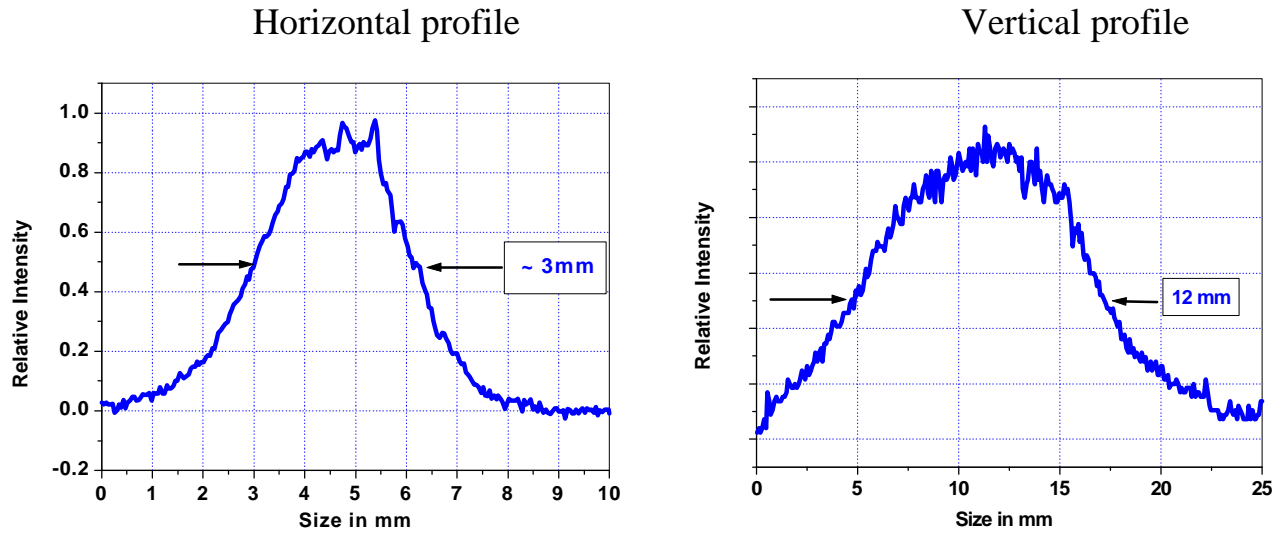 Horizontal profile
Vertical profile
Relative Intensity
1.0
0.8
0.6
0.4
0.2
0.0
-0.2
~ 3mm
0 1 2 3 4 5 6 7 8 9 10
Size in mm
Relative Intensity
12 mm
0 5 10 15 20 25
Size in mm